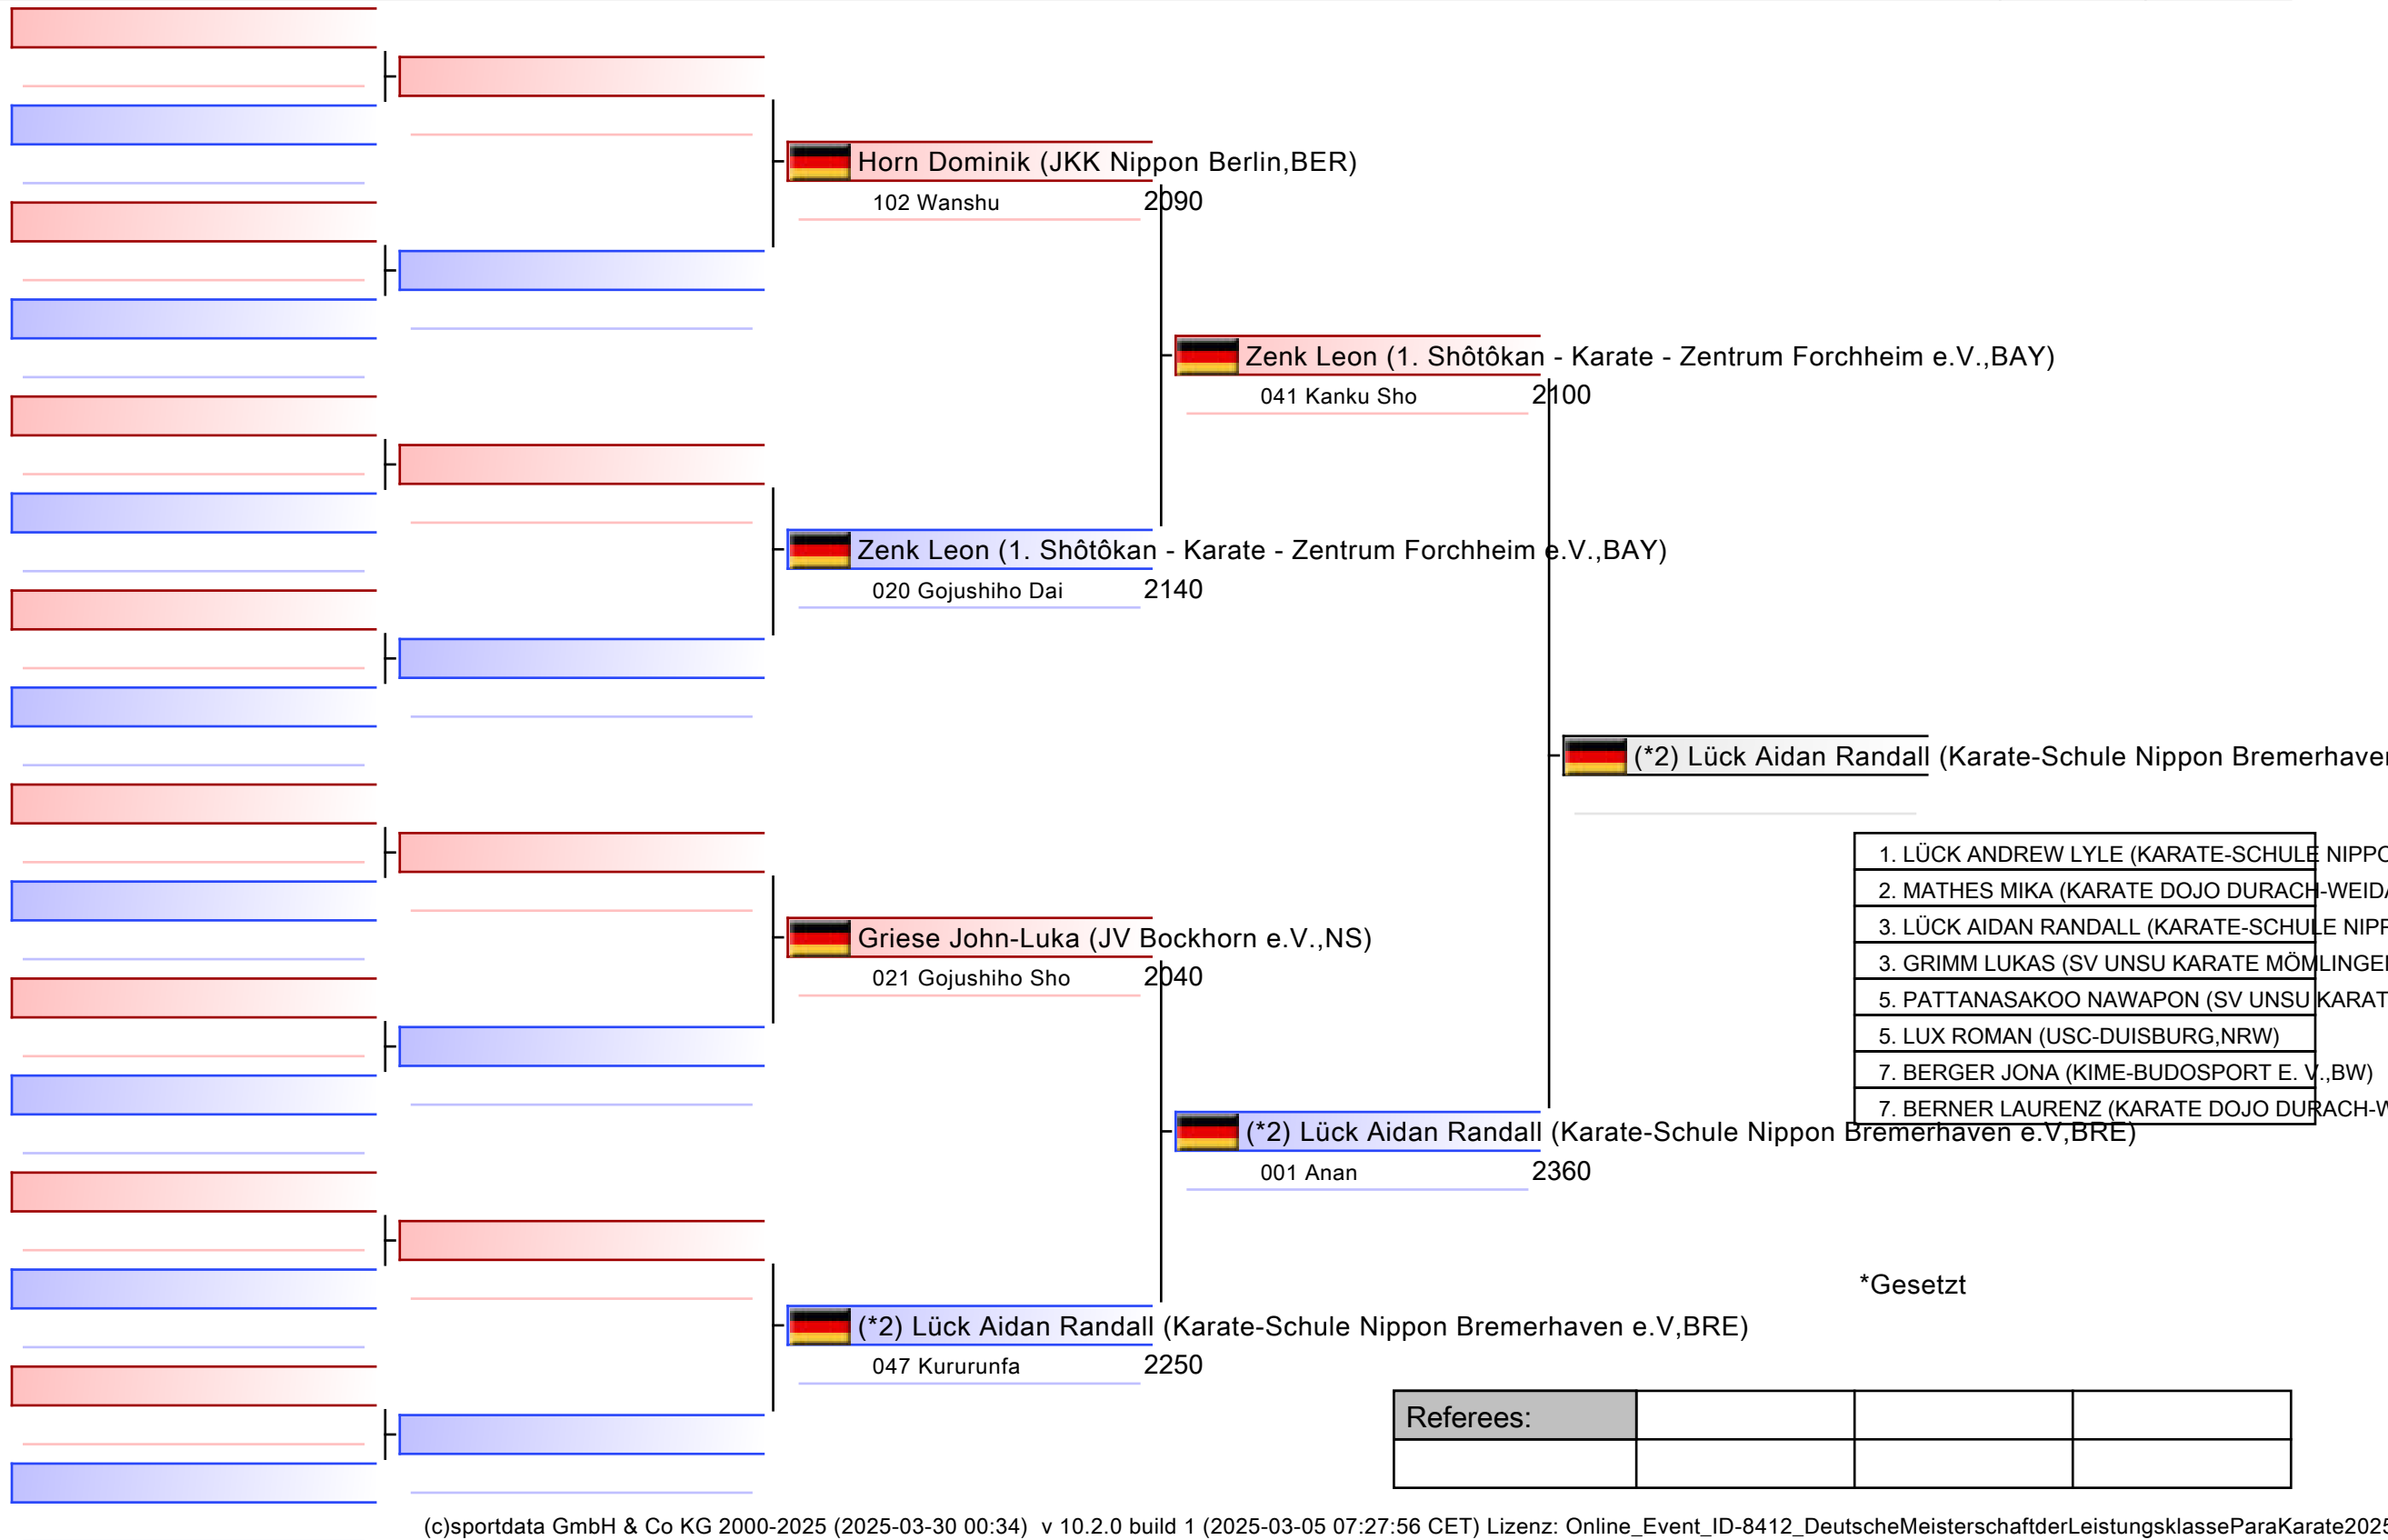 Horn Dominik (JKK Nippon Berlin,BER)
102 Wanshu 2090
Zenk Leon (1. Shôtôkan - Karate - Zentrum Forchheim e.V.,BAY)
041 Kanku Sho 2100
Zenk Leon (1. Shôtôkan - Karate - Zentrum Forchheim e.V.,BAY)
020 Gojushiho Dai 2140
(*2) Lück Aidan Randall (Karate-Schule Nippon Bremerhaven
1. LÜCK ANDREW LYLE (KARATE-SCHULE NIPPO
2. MATHES MIKA (KARATE DOJO DURACH-WEIDA
3. LÜCK AIDAN RANDALL (KARATE-SCHULE NIPP
3. GRIMM LUKAS (SV UNSU KARATE MÖMLINGEN
5. PATTANASAKOO NAWAPON (SV UNSU KARAT
5. LUX ROMAN (USC-DUISBURG,NRW)
7. BERGER JONA (KIME-BUDOSPORT E. V.,BW)
7. BERNER LAURENZ (KARATE DOJO DURACH-W
Griese John-Luka (JV Bockhorn e.V.,NS)
021 Gojushiho Sho 2040
(*2) Lück Aidan Randall (Karate-Schule Nippon Bremerhaven e.V,BRE)
001 Anan 2360
*Gesetzt
(*2) Lück Aidan Randall (Karate-Schule Nippon Bremerhaven e.V,BRE)
047 Kururunfa 2250
Referees:
(c)sportdata GmbH & Co KG 2000-2025 (2025-03-30 00:34) v 10.2.0 build 1 (2025-03-05 07:27:56 CET) Lizenz: Online_Event_ID-8412_DeutscheMeisterschaftderLeistungsklasseParaKarate2025